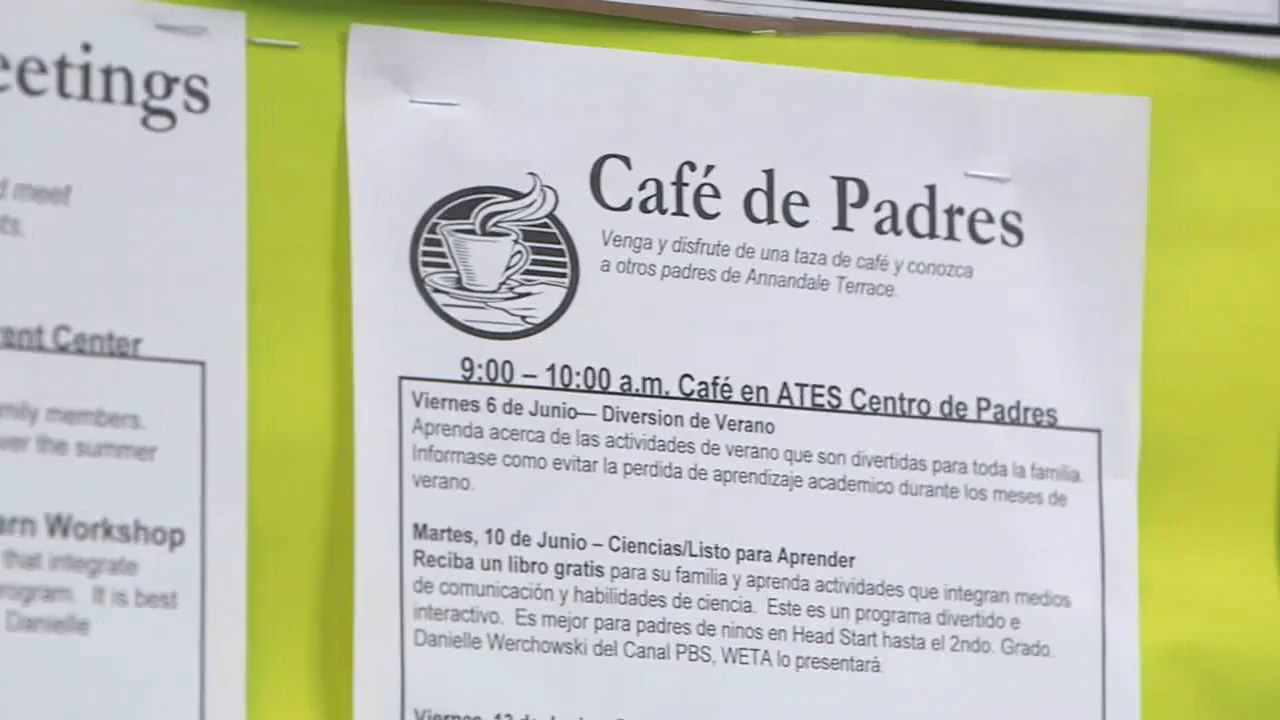 eetings
meet
ts.
ent Center
mily members.
ver the summer
arn Workshop
that integrate
rogram. It is best
Danielle
Café de Padres
Venga y disfrute de una taza de café y conozca
a otros padres de Annandale Terrace.
9:00 – 10:00 a.m. Café en ATES Centro de Padres
Viernes 6 de Junio— Diversion de Verano
Aprenda acerca de las actividades de verano que son divertidas para toda la familia.
Informase como evitar la perdida de aprendizaje academico durante los meses de
verano.
Martes, 10 de Junio – Ciencias/Listo para Aprender
Reciba un libro gratis para su familia y aprenda actividades que integran medios
de comunicación y habilidades de ciencia. Este es un programa divertido e
interactivo. Es mejor para padres de ninos en Head Start hasta el 2ndo. Grado.
Danielle Werchowski del Canal PBS, WETA lo presentará.
Viernes, 13 de